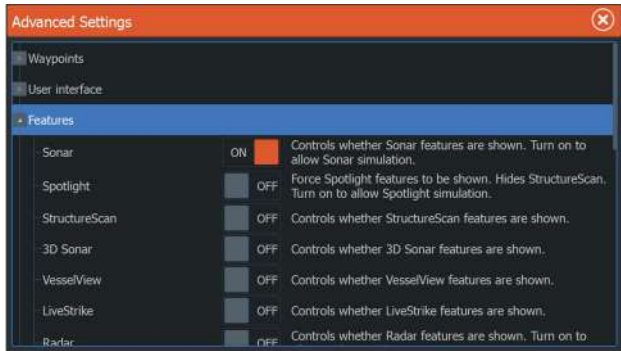 Advanced Settings
Waypoints
User interface
Features
Sonar ON Controls whether Sonar features are shown. Turn on to
allow Sonar simulation.
Spotlight OFF Force Spotlight features to be shown. Hides StructureScan.
Turn on to allow Spotlight simulation.
StructureScan OFF Controls whether StructureScan features are shown.
3D Sonar OFF Controls whether 3D Sonar features are shown.
VesselView OFF Controls whether VesselView features are shown.
LiveStrike OFF Controls whether LiveStrike features are shown.
Radar OFF Controls whether Radar features are shown. Turn on to